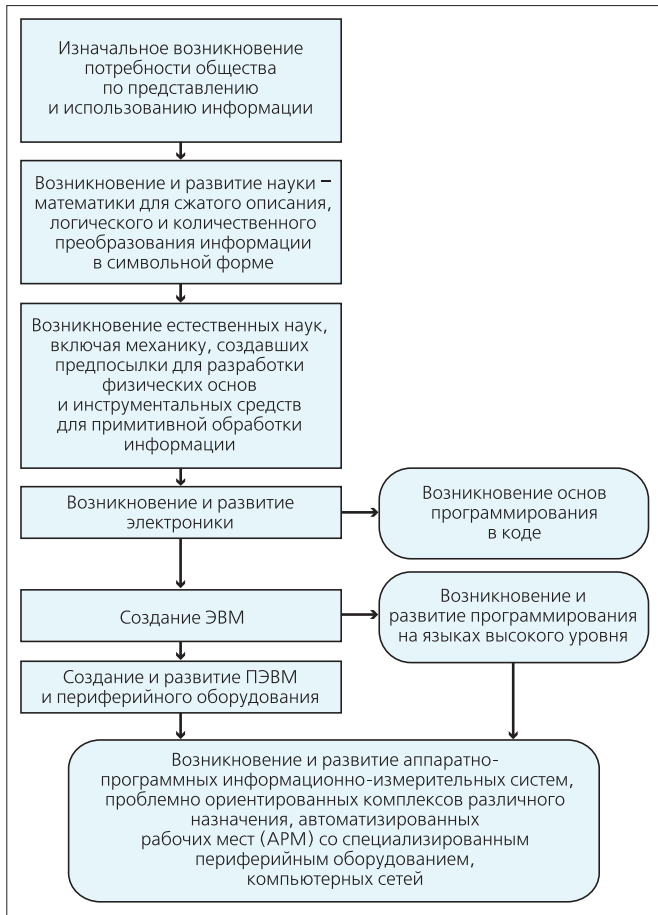 Изначальное возникновение
потребности общества
по представлению
и использованию информации
Возникновение и развитие науки –
математики для сжатого описания,
логического и количественного
преобразования информации
в символьной форме
Возникновение естественных наук,
включая механику, создавших
предпосылки для разработки
физических основ
и инструментальных средств
для примитивной обработки
информации
Возникновение и развитие
электроники
Возникновение основ
программирования
в коде
Создание ЭВМ
Возникновение и
развитие программирования
на языках высокого уровня
Создание и развитие ПЭВМ
и периферийного оборудования
Возникновение и развитие аппаратно-
программных информационно-измерительных систем,
проблемно ориентированных комплексов различного
назначения, автоматизированных
рабочих мест (АРМ) со специализированным
периферийным оборудованием,
компьютерных сетей